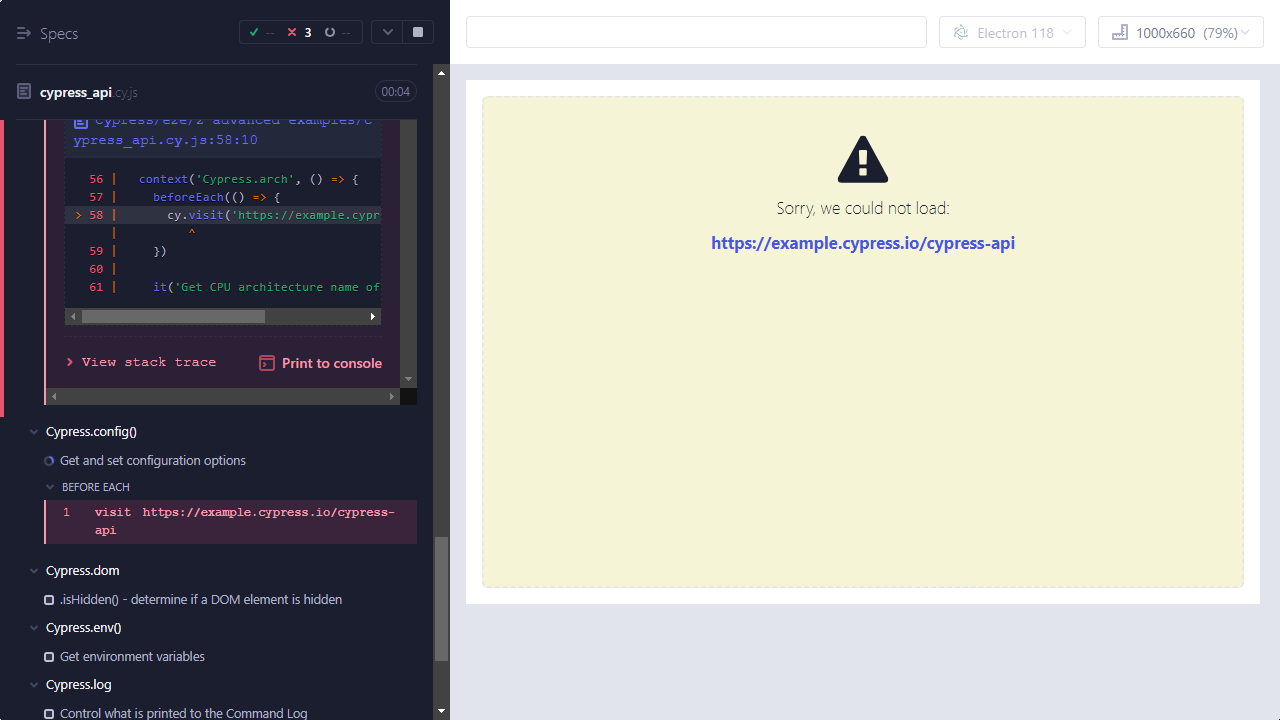 Specs
-- 3 --
cypress_api.cy.js 00:04
cypress/e2e/2 advanced examples/c
ypress_api.cy.js:58:10
56 | context('Cypress.arch', () => {
57 | beforeEach(() => {
> 58 | cy.visit('https://example.cypr
| ^
59 | })
60 |
61 | it('Get CPU architecture name of
View stack trace
Print to console
Cypress.config()
Get and set configuration options
BEFORE EACH
1 visit https://example.cypress.io/cypress-
api
Cypress.dom
.isHidden() - determine if a DOM element is hidden
Cypress.env()
Get environment variables
Cypress.log
Control what is printed to the Command Log
Electron 118
1000x660 (79%)
Sorry, we could not load:
https://example.cypress.io/cypress-api